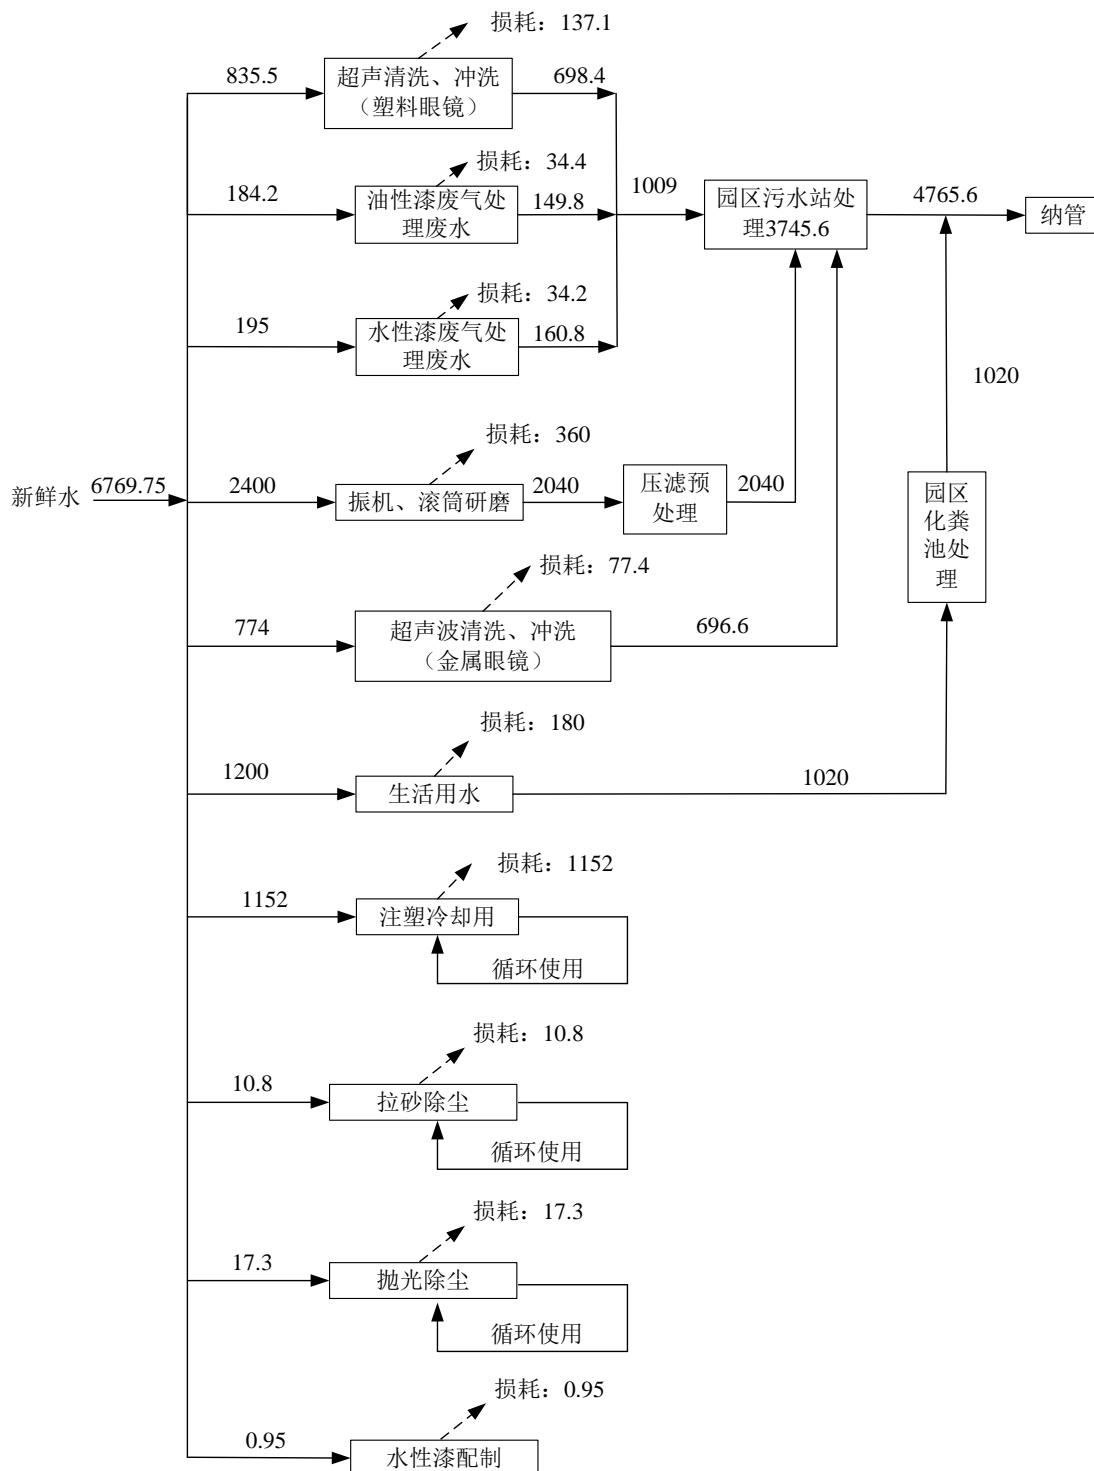 损耗：137.1
835.5
超声清洗、冲洗
（塑料眼镜）
698.4
损耗：34.4
184.2
油性漆废气处
理废水
149.8
1009
园区污水站处
理3745.6
4765.6
纳管
损耗：34.2
195
水性漆废气处
理废水
160.8
1020
损耗：360
新鲜水
6769.75
2400
振机、滚筒研磨
2040
压滤预
处理
2040
园区
化粪
池处
理
损耗：77.4
774
超声波清洗、冲洗
（金属眼镜）
696.6
损耗：180
1200
生活用水
1020
损耗：1152
1152
注塑冷却用
循环使用
损耗：10.8
10.8
拉砂除尘
循环使用
损耗：17.3
17.3
抛光除尘
循环使用
损耗：0.95
0.95
水性漆配制